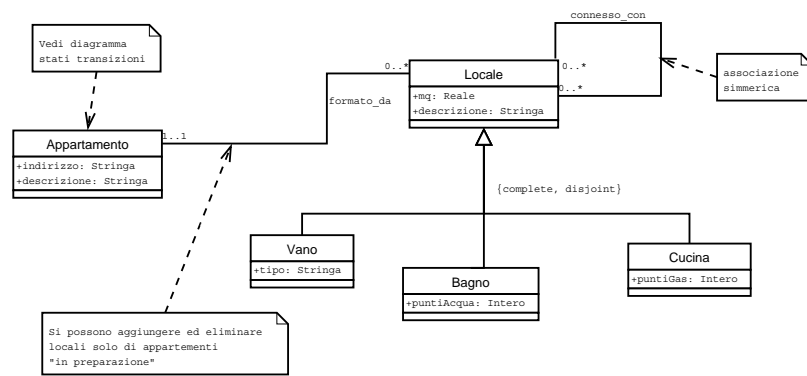 connesso_con
Vedi diagramma
stati transizioni
0..*
Locale
0..*
+mq: Reale
0..*
+descrizione: Stringa
associazione
simmerica
formato_da
1..1
Appartamento
+indirizzo: Stringa
+descrizione: Stringa
{complete, disjoint}
Vano
+tipo: Stringa
Bagno
+puntiAcqua: Intero
Cucina
+puntiGas: Intero
Si possono aggiungere ed eliminare
locali solo di appartementi
"in preparazione"